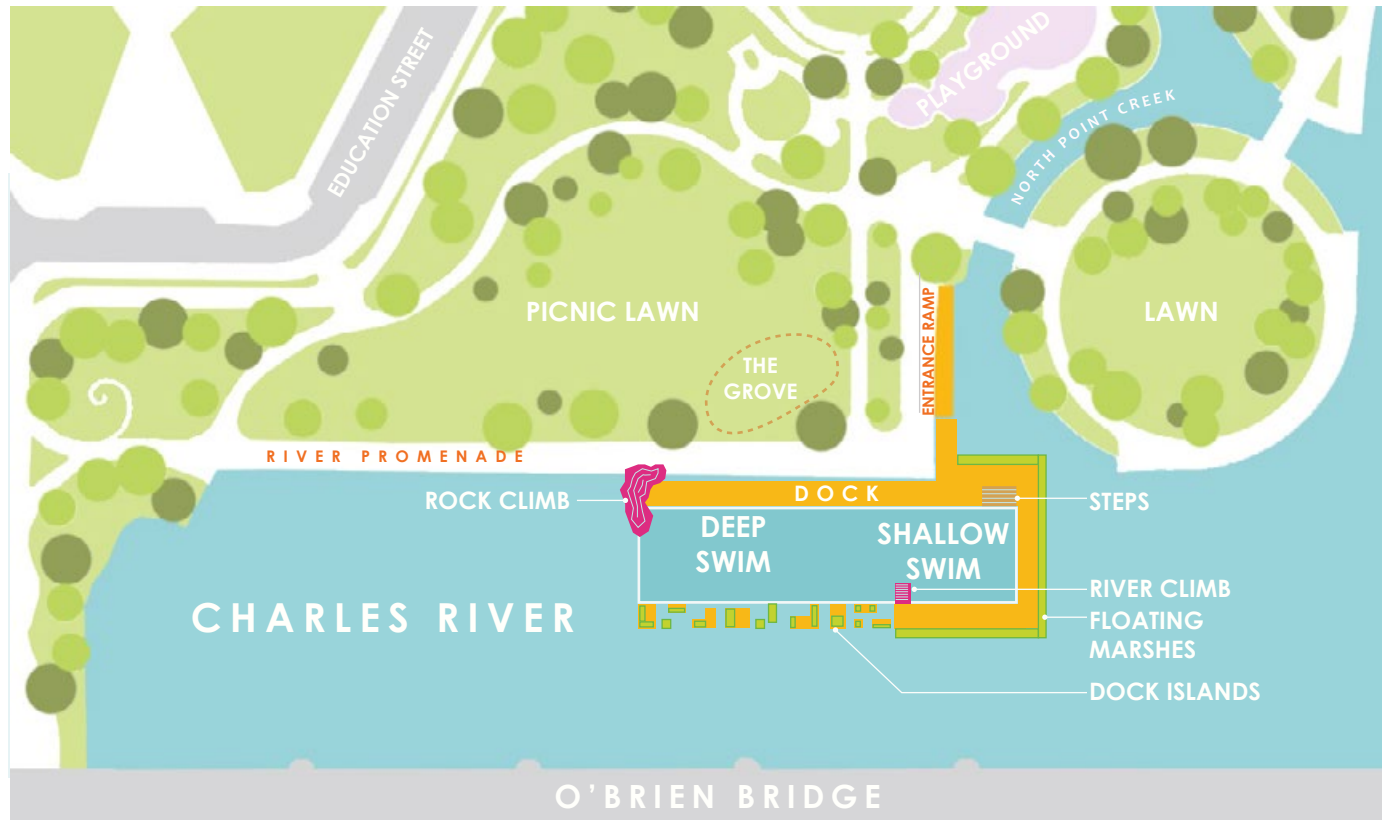 EDUCATION STREET
PLAYGROUND
NORTH POINT CREEK
PICNIC LAWN
LAWN
THE
GROVE
ENTRANCE RAMP
RIVER PROMENADE
ROCK CLIMB
DOCK
STEPS
DEEP
SWIM
SHALLOW
SWIM
RIVER CLIMB
CHARLES RIVER
FLOATING
MARSHES
DOCK ISLANDS
O'BRIEN BRIDGE